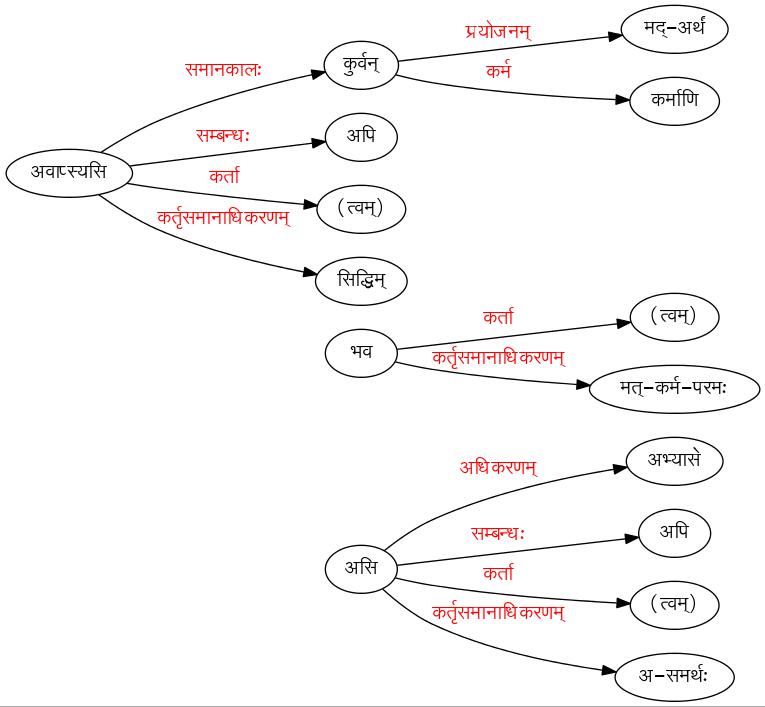 मद्-अर्थं
प्रयोजनम्
कुर्वन्
समानकालः
कर्म
कर्माणि
सम्बन्धः
अपि
अवाप्स्यसि
कर्ता
(त्वम्)
कर्तृसमानाधिकरणम्
सिद्धिम्
कर्ता
(त्वम्)
भव
कर्तृसमानाधिकरणम्
मत्-कर्म-परमः
अधिकरणम्
अभ्यासे
सम्बन्धः
अपि
असि
कर्ता
(त्वम्)
कर्तृसमानाधिकरणम्
अ-समर्थः